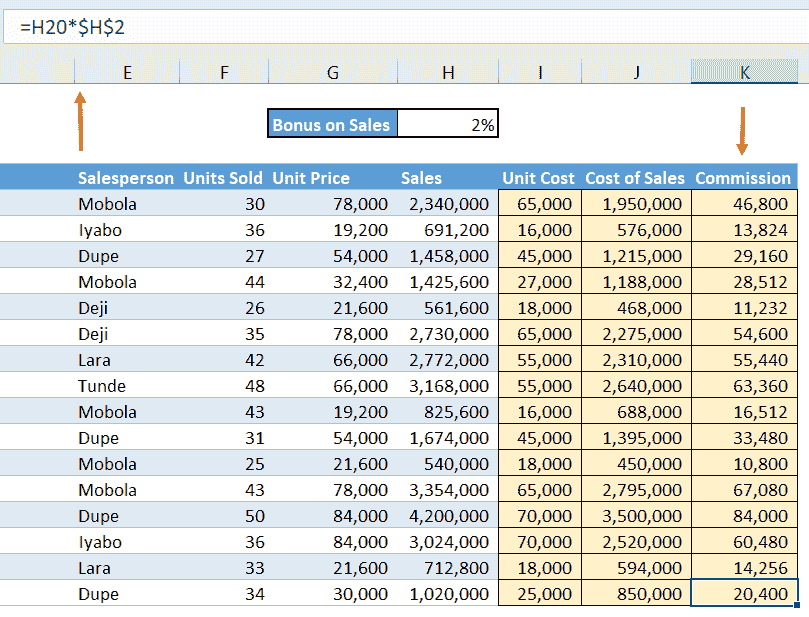 =H20*$H$2
E F G H I J K
Bonus on Sales 2%
Salesperson Units Sold Unit Price Sales Unit Cost Cost of Sales Commission
Mobola 30 78,000 2,340,000 65,000 1,950,000 46,800
Iyabo 36 19,200 691,200 16,000 576,000 13,824
Dupe 27 54,000 1,458,000 45,000 1,215,000 29,160
Mobola 44 32,400 1,425,600 27,000 1,188,000 28,512
Deji 26 21,600 561,600 18,000 468,000 11,232
Deji 35 78,000 2,730,000 65,000 2,275,000 54,600
Lara 42 66,000 2,772,000 55,000 2,310,000 55,440
Tunde 48 66,000 3,168,000 55,000 2,640,000 63,360
Mobola 43 19,200 825,600 16,000 688,000 16,512
Dupe 31 54,000 1,674,000 45,000 1,395,000 33,480
Mobola 25 21,600 540,000 18,000 450,000 10,800
Mobola 43 78,000 3,354,000 65,000 2,795,000 67,080
Dupe 50 84,000 4,200,000 70,000 3,500,000 84,000
Iyabo 36 84,000 3,024,000 70,000 2,520,000 60,480
Lara 33 21,600 712,800 18,000 594,000 14,256
Dupe 34 30,000 1,020,000 25,000 850,000 20,400